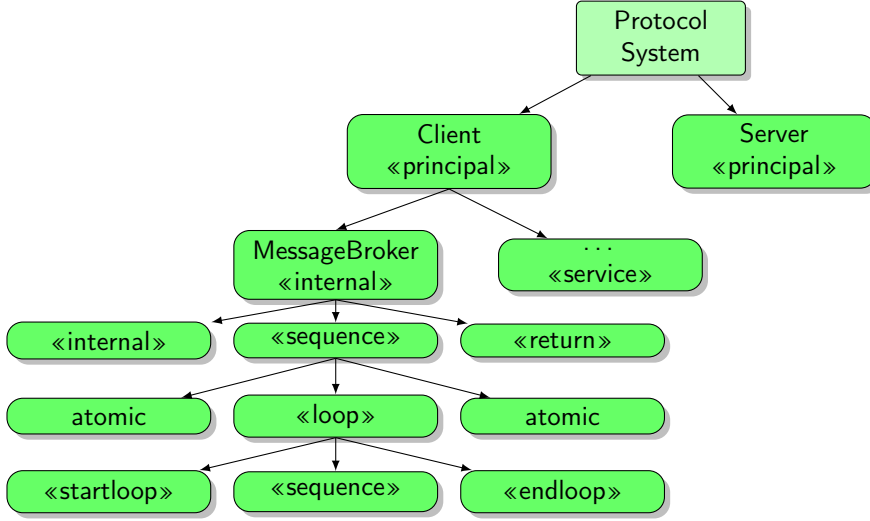 Protocol
System
Client
«principal»
Server
«principal»
MessageBroker
«internal»
...
«service»
«internal»
«sequence»
«return»
atomic
«loop»
atomic
«startloop»
«sequence»
«endloop»